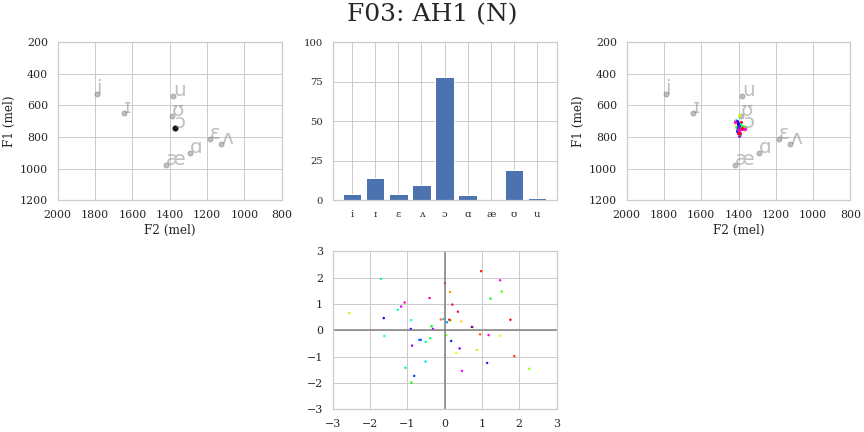 F03: AH1 (N)
200
400
600
800
1000
1200
F1 (mel)
2000 1800 1600 1400 1200 1000 800
F2 (mel)
i
ɪ
u
ʊ
ɔ
ɛ
ʌ
ɑ
æ
100
75
50
25
0
i ɪ ɛ ʌ ɔ ɑ æ ʊ u
200
400
600
800
1000
1200
F1 (mel)
2000 1800 1600 1400 1200 1000 800
F2 (mel)
i
ɪ
u
ʊ
ɔ
ɛ
ʌ
ɑ
æ
3
2
1
0
−1
−2
−3
−3 −2 −1 0 1 2 3